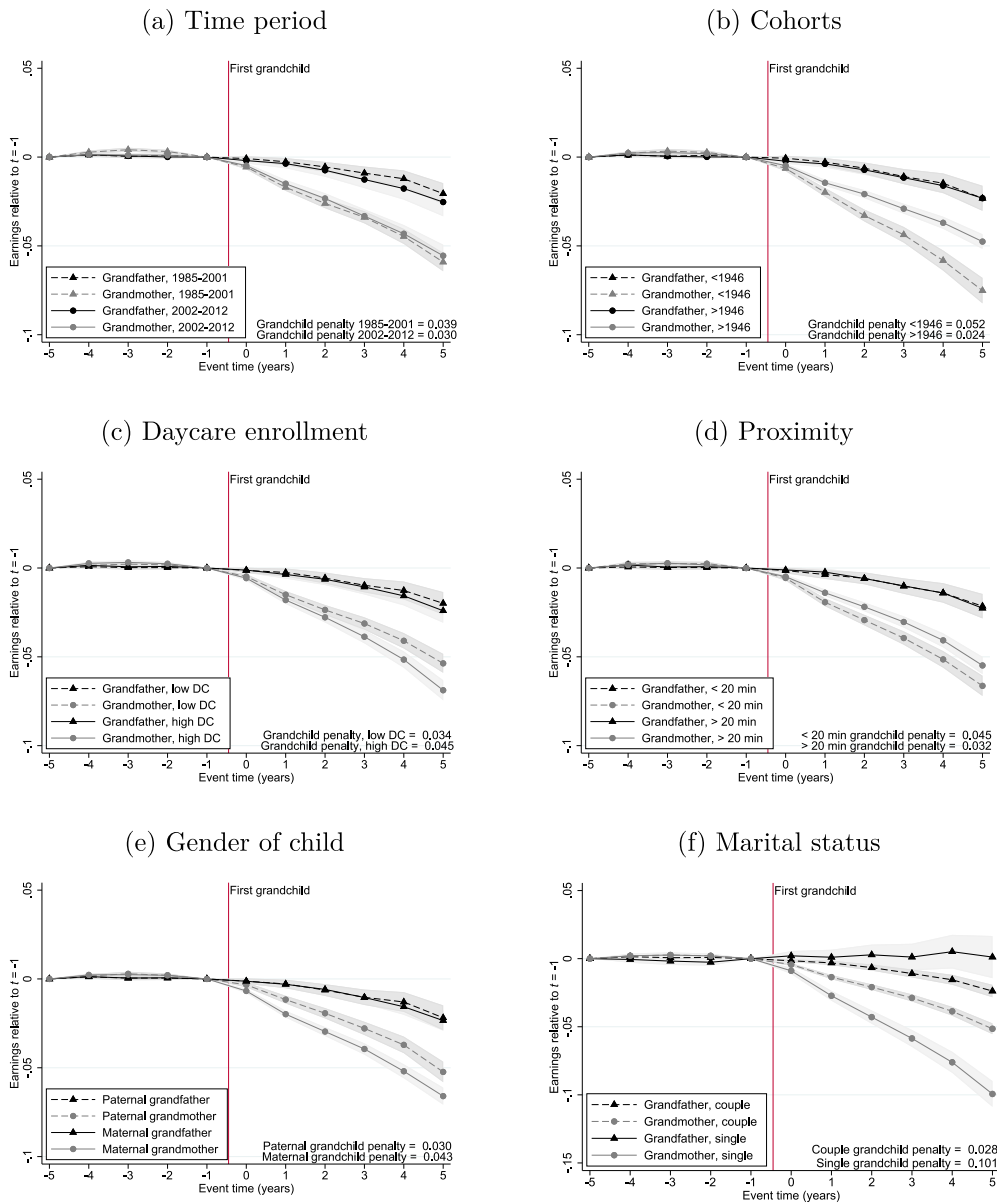 (a) Time period
Earnings relative to t = -1
.05
0
-.05
-.1
First grandchild
Grandfather, 1985-2001
Grandmother, 1985-2001
Grandfather, 2002-2012
Grandmother, 2002-2012
Grandchild penalty 1985-2001 = 0.039
Grandchild penalty 2002-2012 = 0.030
-5 -4 -3 -2 -1 0 1 2 3 4 5
Event time (years)
(b) Cohorts
Earnings relative to t = -1
.05
0
-.05
-.1
First grandchild
Grandfather, <1946
Grandmother, <1946
Grandfather, >1946
Grandmother, >1946
Grandchild penalty <1946 = 0.052
Grandchild penalty >1946 = 0.024
-5 -4 -3 -2 -1 0 1 2 3 4 5
Event time (years)
(c) Daycare enrollment
Earnings relative to t = -1
.05
0
-.05
-.1
First grandchild
Grandfather, low DC
Grandmother, low DC
Grandfather, high DC
Grandmother, high DC
Grandchild penalty, low DC = 0.034
Grandchild penalty, high DC = 0.045
-5 -4 -3 -2 -1 0 1 2 3 4 5
Event time (years)
(d) Proximity
Earnings relative to t = -1
.05
0
-.05
-.1
First grandchild
Grandfather, < 20 min
Grandmother, < 20 min
Grandfather, > 20 min
Grandmother, > 20 min
< 20 min grandchild penalty = 0.045
> 20 min grandchild penalty = 0.032
-5 -4 -3 -2 -1 0 1 2 3 4 5
Event time (years)
(e) Gender of child
Earnings relative to t = -1
.05
0
-.05
-.1
First grandchild
Paternal grandfather
Paternal grandmother
Maternal grandfather
Maternal grandmother
Paternal grandchild penalty = 0.030
Maternal grandchild penalty = 0.043
-5 -4 -3 -2 -1 0 1 2 3 4 5
Event time (years)
(f) Marital status
Earnings relative to t = -1
.05
0
-.05
-.1
-.15
First grandchild
Grandfather, couple
Grandmother, couple
Grandfather, single
Grandmother, single
Couple grandchild penalty = 0.028
Single grandchild penalty = 0.101
-5 -4 -3 -2 -1 0 1 2 3 4 5
Event time (years)